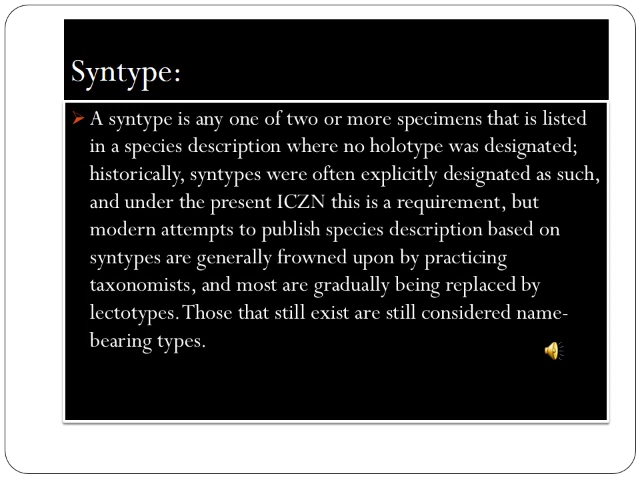 Syntype:
A syntype is any one of two or more specimens that is listed
in a species description where no holotype was designated;
historically, syntypes were often explicitly designated as such,
and under the present ICZN this is a requirement, but
modern attempts to publish species description based on
syntypes are generally frowned upon by practicing
taxonomists, and most are gradually being replaced by
lectotypes. Those that still exist are still considered name-
bearing types.